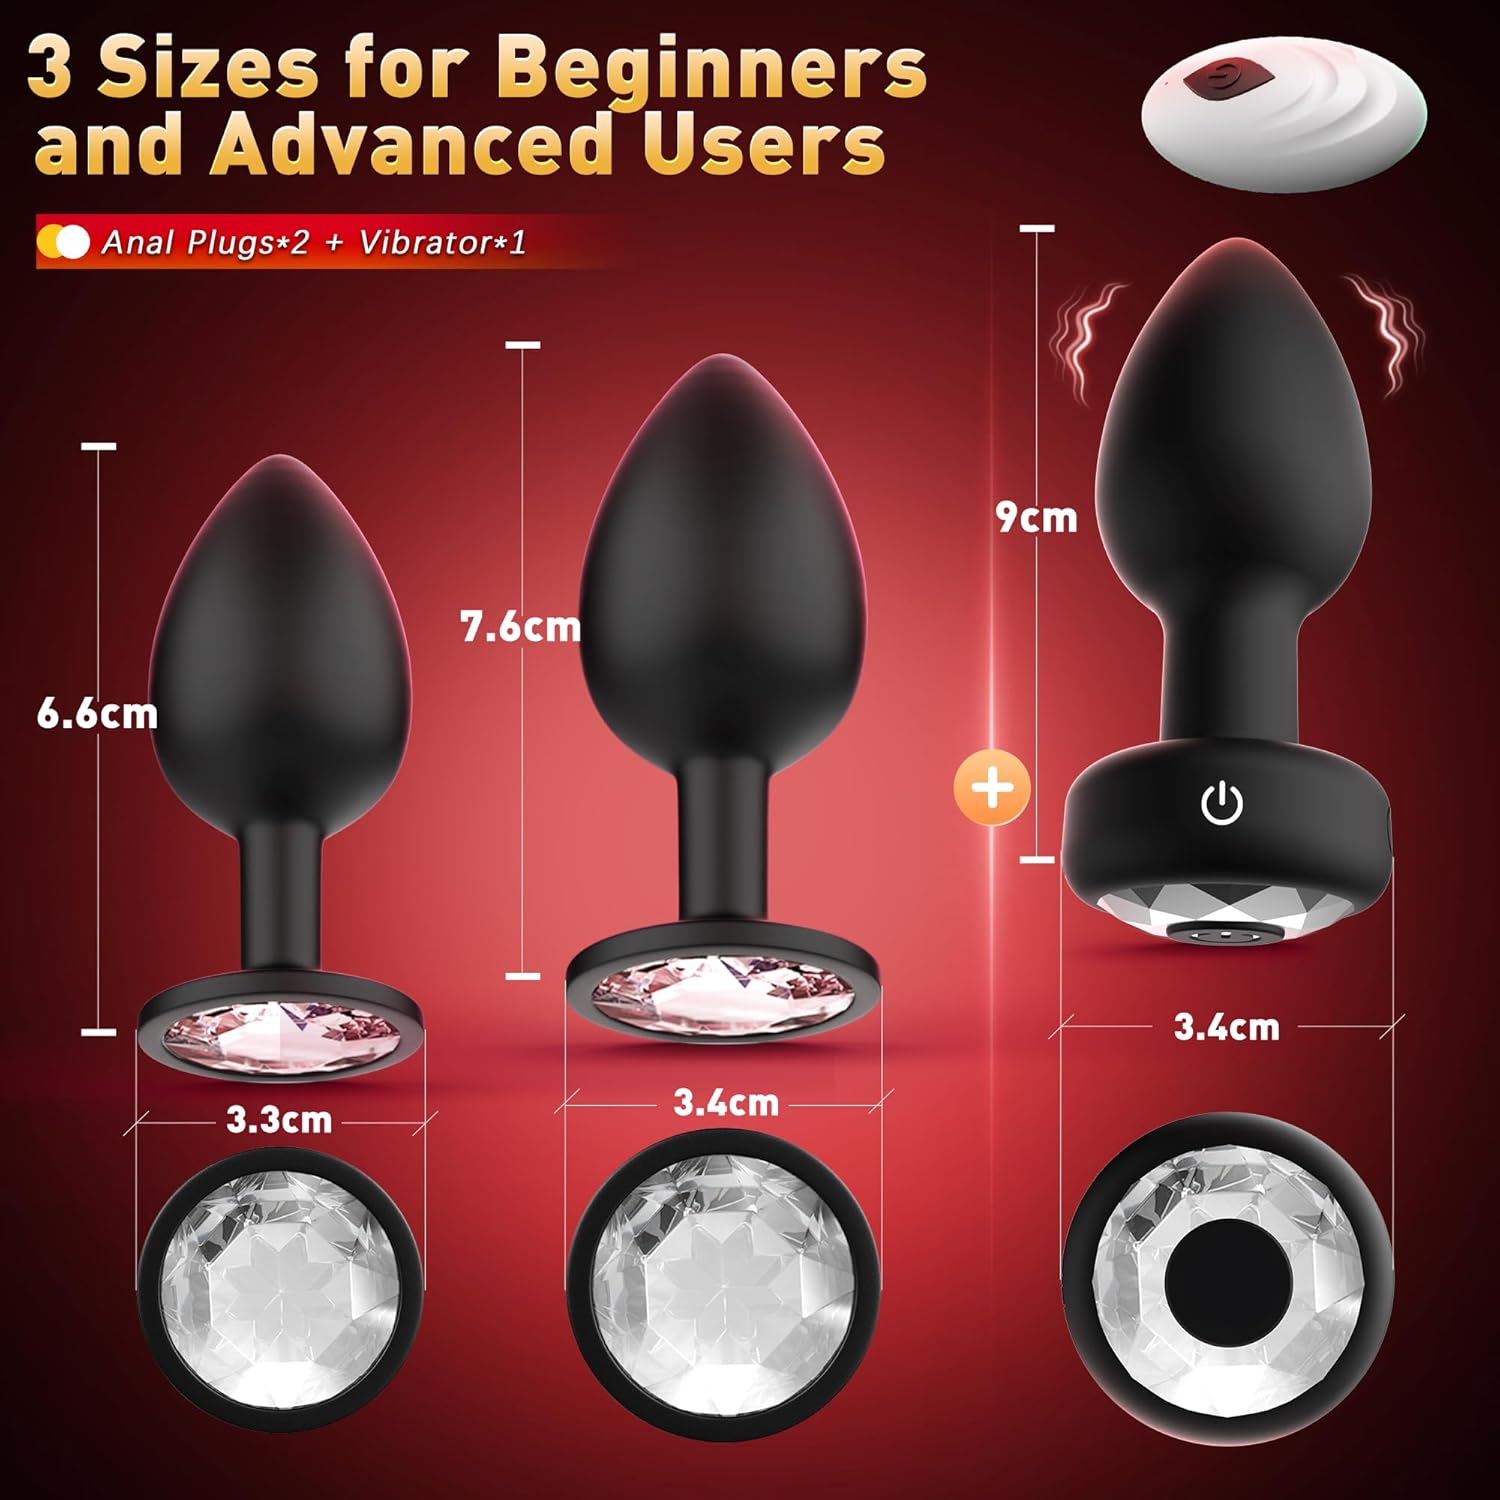 3 Sizes for Beginners
and Advanced Users
Anal Plugs*2 + Vibrator*1
9cm
7.6cm
6.6cm
3.4cm
3.4cm
3.3cm